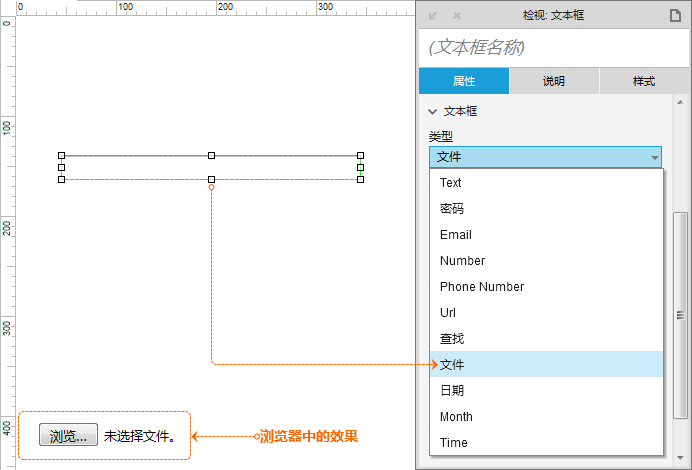 0 100 200 300
100
200
300
400
检视: 文本框
(文本框名称)
属性 说明 样式
文本框
类型
文件
Text
密码
Email
Number
Phone Number
Url
查找
文件
日期
Month
Time
浏览... 未选择文件。
浏览器中的效果